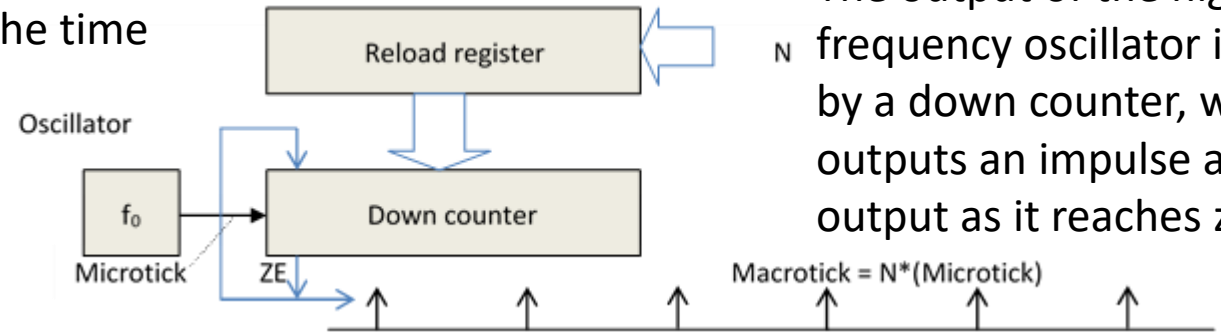 he time
Reload register
N
frequency oscillator i
by a down counter, w
outputs an impulse a
output as it reaches
Oscillator
f₀
Down counter
Microtick
ZE
Macrotick = N*(Microtick)